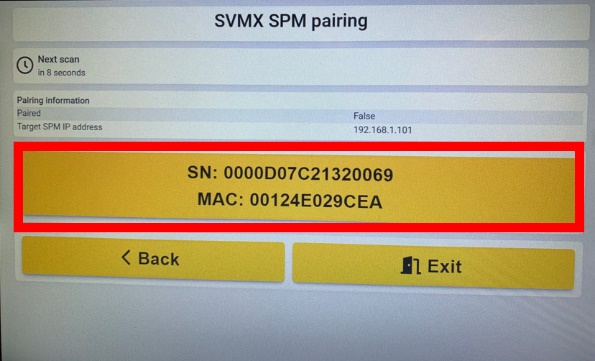 SVMX SPM pairing
Next scan
in 8 seconds
Pairing information
Paired False
Target SPM IP address 192.168.1.101
SN: 0000D07C21320069
MAC: 00124E029CEA
Back
Exit